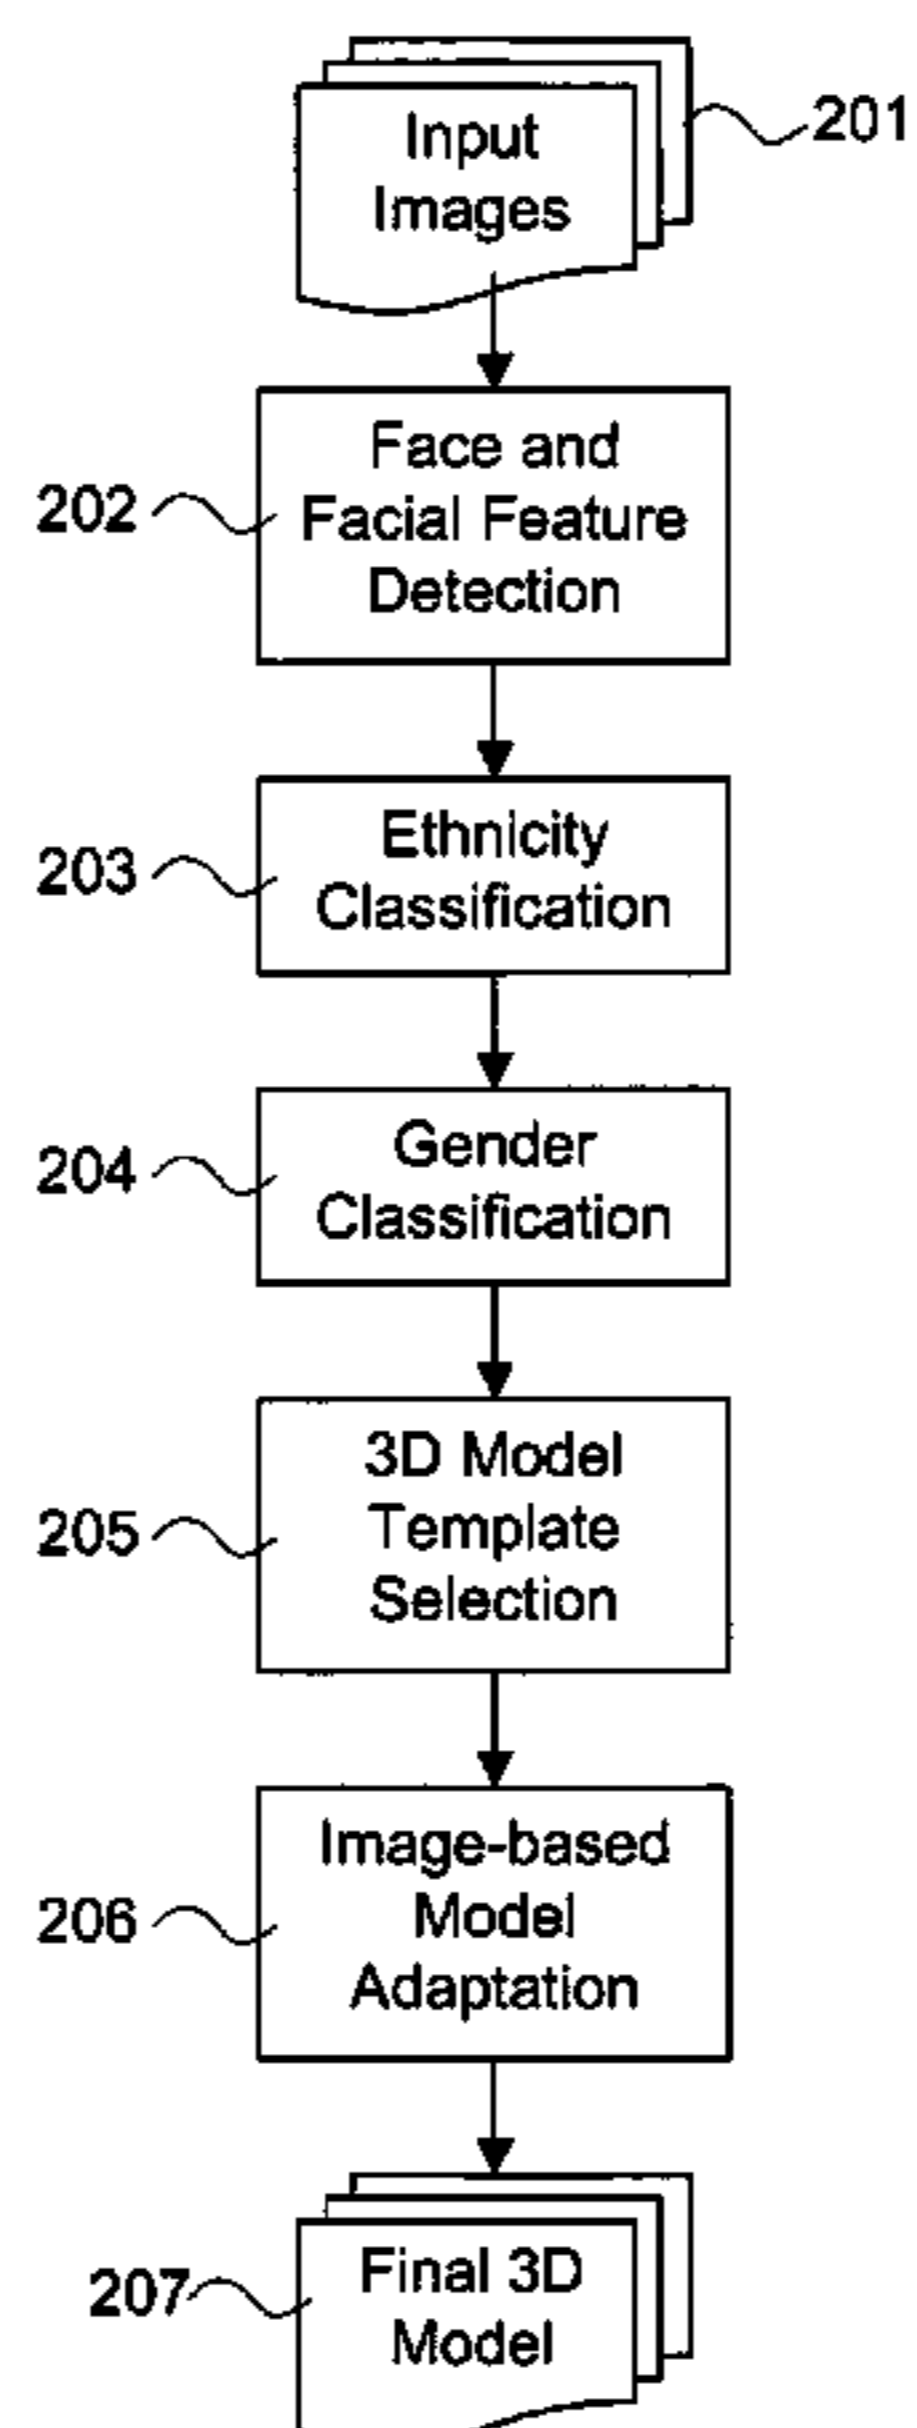 Input
Images
201
202
Face and
Facial Feature
Detection
203
Ethnicity
Classification
204
Gender
Classification
205
3D Model
Template
Selection
206
Image-based
Model
Adaptation
207
Final 3D
Model